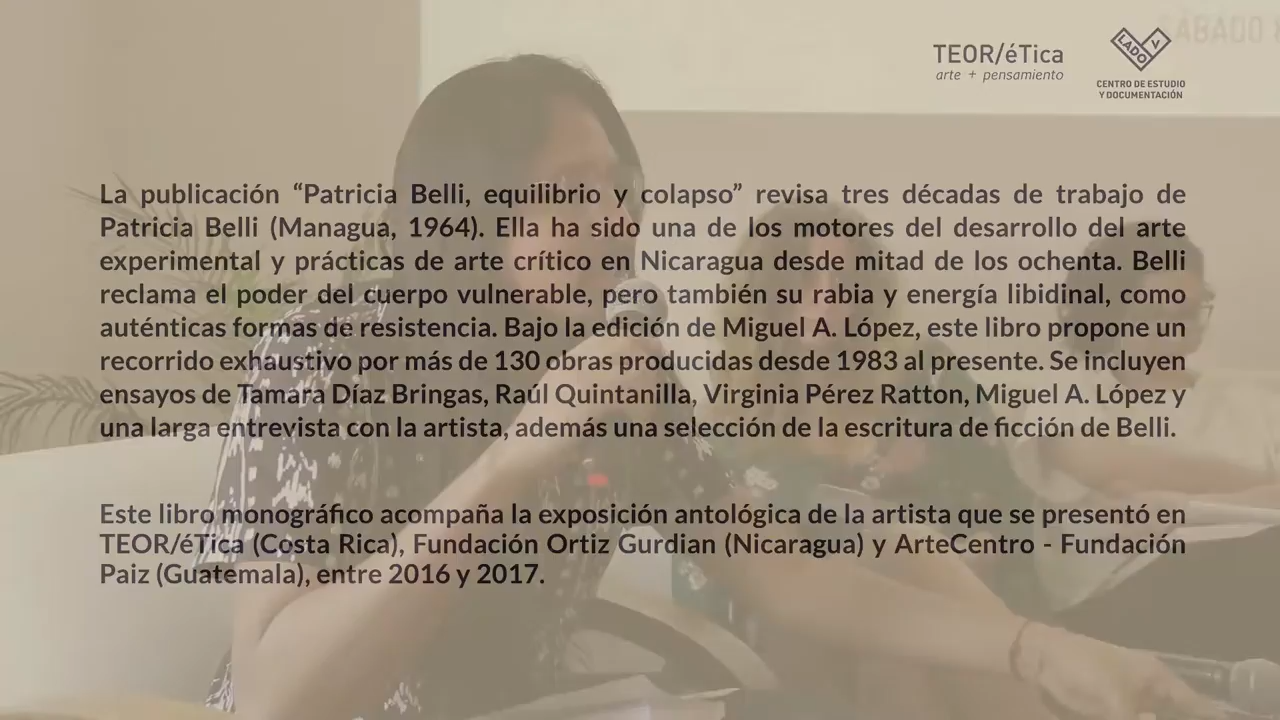 SÁBADO
TEOR/éTica
arte + pensamiento
LADO V
CENTRO DE ESTUDIO
Y DOCUMENTACIÓN
La publicación “Patricia Belli, equilibrio y colapso” revisa tres décadas de trabajo de
Patricia Belli (Managua, 1964). Ella ha sido una de los motores del desarrollo del arte
experimental y prácticas de arte crítico en Nicaragua desde mitad de los ochenta. Belli
reclama el poder del cuerpo vulnerable, pero también su rabia y energía libidinal, como
auténticas formas de resistencia. Bajo la edición de Miguel A. López, este libro propone un
recorrido exhaustivo por más de 130 obras producidas desde 1983 al presente. Se incluyen
ensayos de Tamara Díaz Bringas, Raúl Quintanilla, Virginia Pérez Ratton, Miguel A. López y
una larga entrevista con la artista, además una selección de la escritura de ficción de Belli.
Este libro monográfico acompaña la exposición antológica de la artista que se presentó en
TEOR/éTica (Costa Rica), Fundación Ortiz Gurdian (Nicaragua) y ArteCentro - Fundación
Paiz (Guatemala), entre 2016 y 2017.